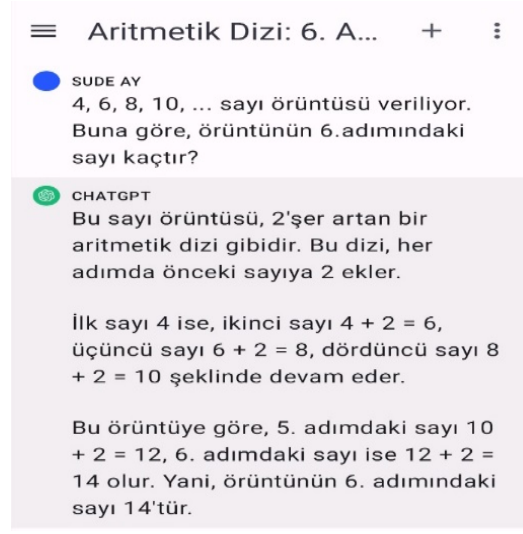 Aritmetik Dizi: 6. A...
SUDE AY
4, 6, 8, 10, ... sayı örüntüsü veriliyor.
Buna göre, örüntünün 6.adımındaki
sayı kaçtır?
CHATGPT
Bu sayı örüntüsü, 2'şer artan bir
aritmetik dizi gibidir. Bu dizi, her
adımda önceki sayıya 2 ekler.
İlk sayı 4 ise, ikinci sayı 4 + 2 = 6,
üçüncü sayı 6 + 2 = 8, dördüncü sayı 8
+ 2 = 10 şeklinde devam eder.
Bu örüntüye göre, 5. adımdaki sayı 10
+ 2 = 12, 6. adımdaki sayı ise 12 + 2 =
14 olur. Yani, örüntünün 6. adımındaki
sayı 14'tür.